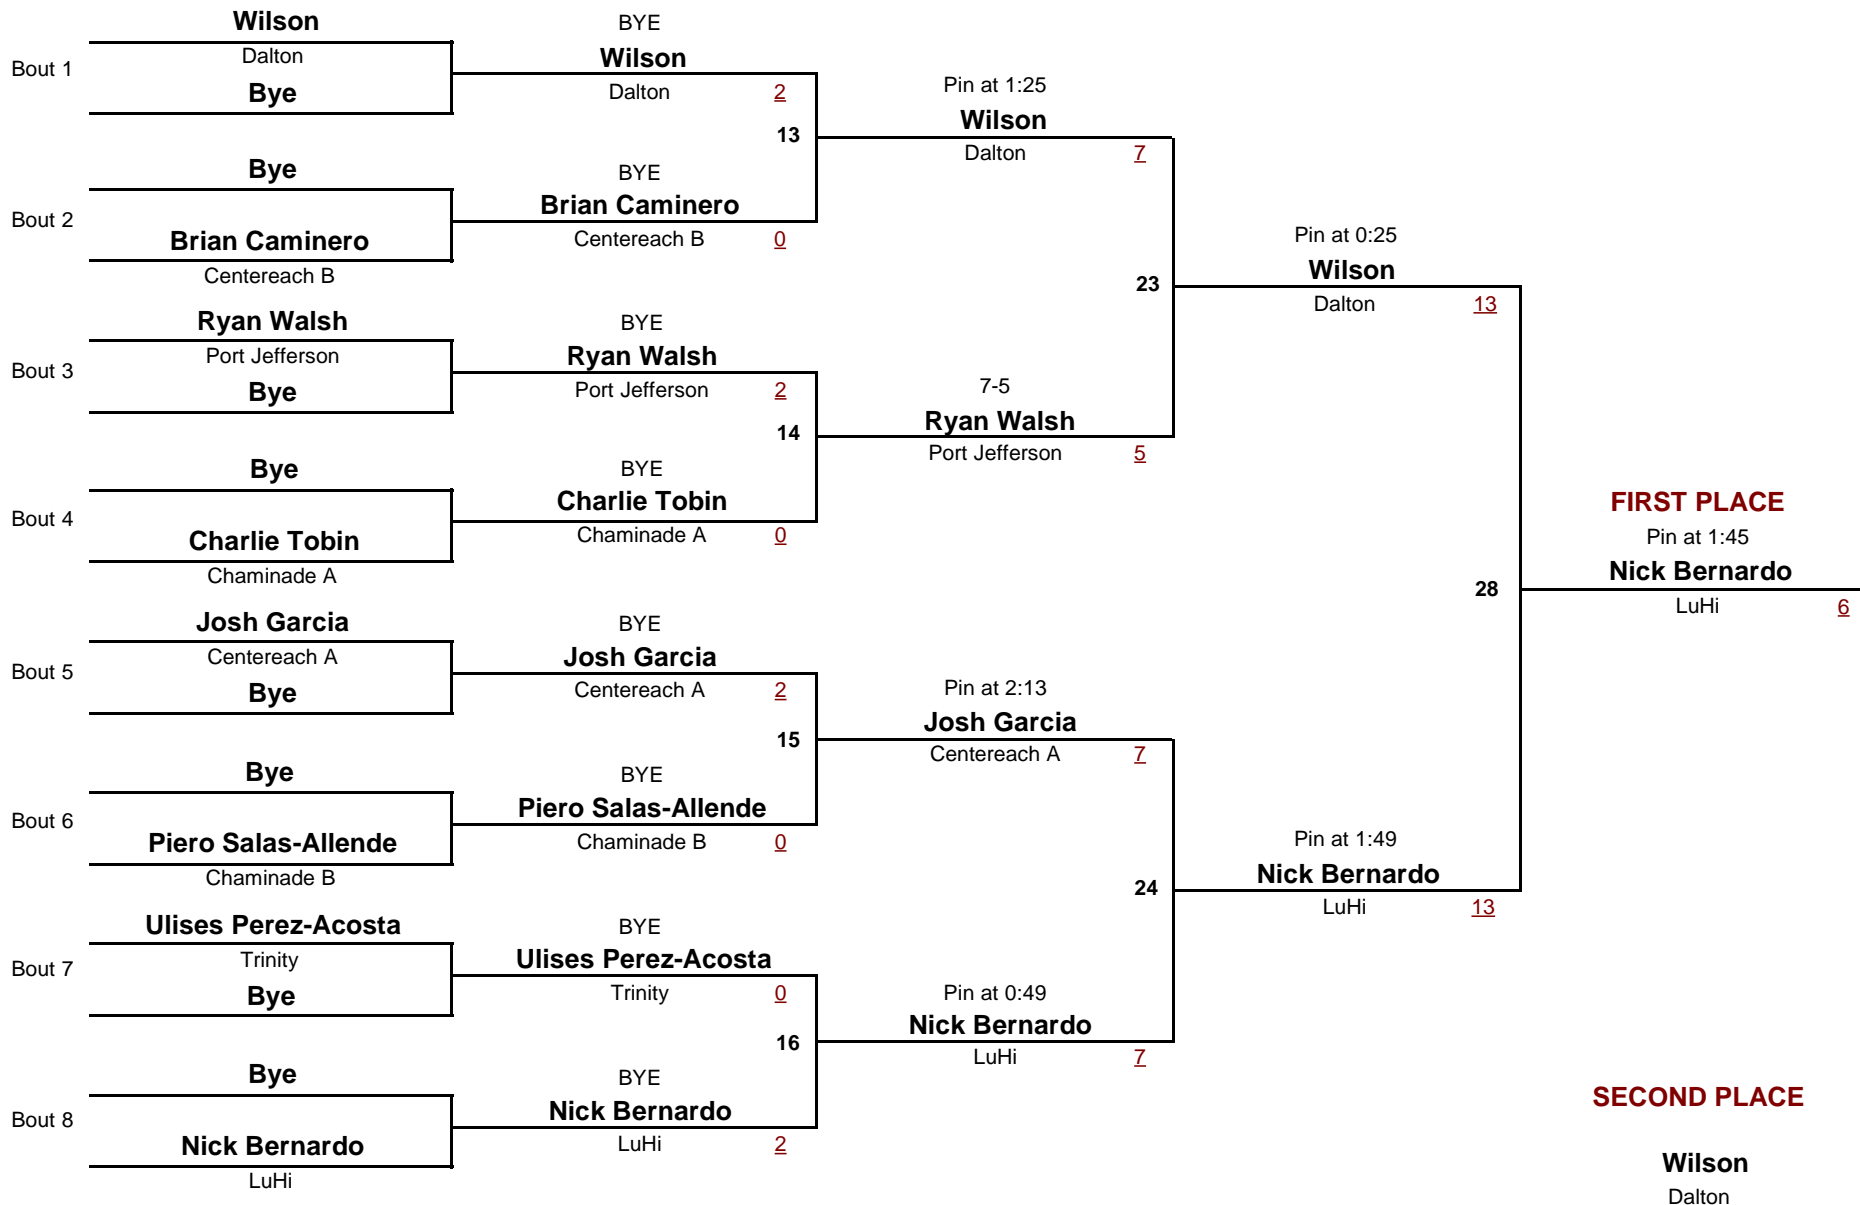 Wilson
Bout 1
Dalton
Bye
Bye
Bout 2
Brian Caminero
Centereach B
Ryan Walsh
Bout 3
Port Jefferson
Bye
Bye
Bout 4
Charlie Tobin
Chaminade A
Josh Garcia
Bout 5
Centereach A
Bye
Bye
Bout 6
Piero Salas-Allende
Chaminade B
Ulises Perez-Acosta
Bout 7
Trinity
Bye
Bye
Bout 8
Nick Bernardo
LuHi
BYE
Wilson
Dalton 2
13
BYE
Brian Caminero
Centereach B 0
BYE
Ryan Walsh
Port Jefferson 2
14
BYE
Charlie Tobin
Chaminade A 0
BYE
Josh Garcia
Centereach A 2
15
BYE
Piero Salas-Allende
Chaminade B 0
BYE
Ulises Perez-Acosta
Trinity 0
16
BYE
Nick Bernardo
LuHi 2
Pin at 1:25
Wilson
Dalton 7
23
7-5
Ryan Walsh
Port Jefferson 5
Pin at 2:13
Josh Garcia
Centereach A 7
24
Pin at 0:49
Nick Bernardo
LuHi 7
Pin at 0:25
Wilson
Dalton 13
28
Pin at 1:49
Nick Bernardo
LuHi 13
FIRST PLACE
Pin at 1:45
Nick Bernardo
LuHi 6
SECOND PLACE
Wilson
Dalton